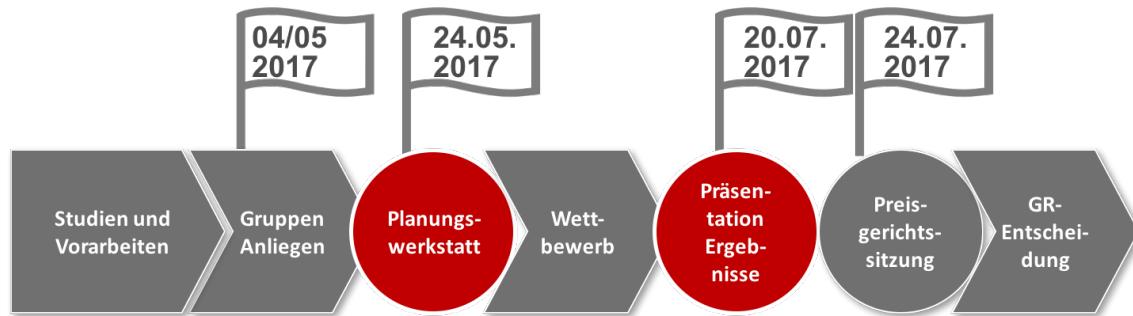 04/05
2017
24.05.
2017
20.07.
2017
24.07.
2017
Studien und
Vorarbeiten
Gruppen
Anliegen
Planungs-
werkstatt
Wett-
bewerb
Präsen-
tation
Ergeb-
nisse
Preis-
gerichts-
sitzung
GR-
Entschei-
dung